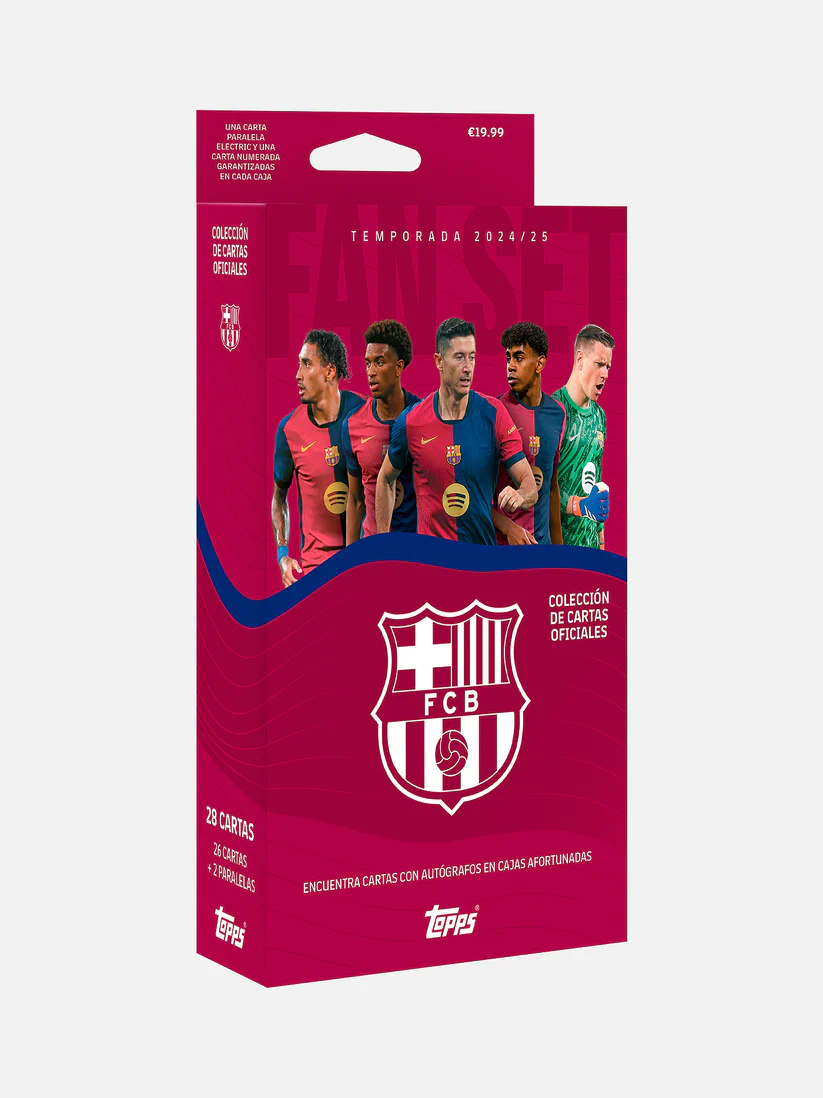 UNA CARTA
PARALELA
ELECTRIC Y UNA
CARTA NUMERADA
GARANTIZADAS
EN CADA CAJA
€19.99
COLECCIÓN
DE CARTAS
OFICIALES
FCB
28 CARTAS
26 CARTAS
+ 2 PARALELAS
topps®
FAN SET
TEMPORADA 2024/25
COLECCIÓN
DE CARTAS
OFICIALES
FCB
ENCUENTRA CARTAS CON AUTÓGRAFOS EN CAJAS AFORTUNADAS
topps®